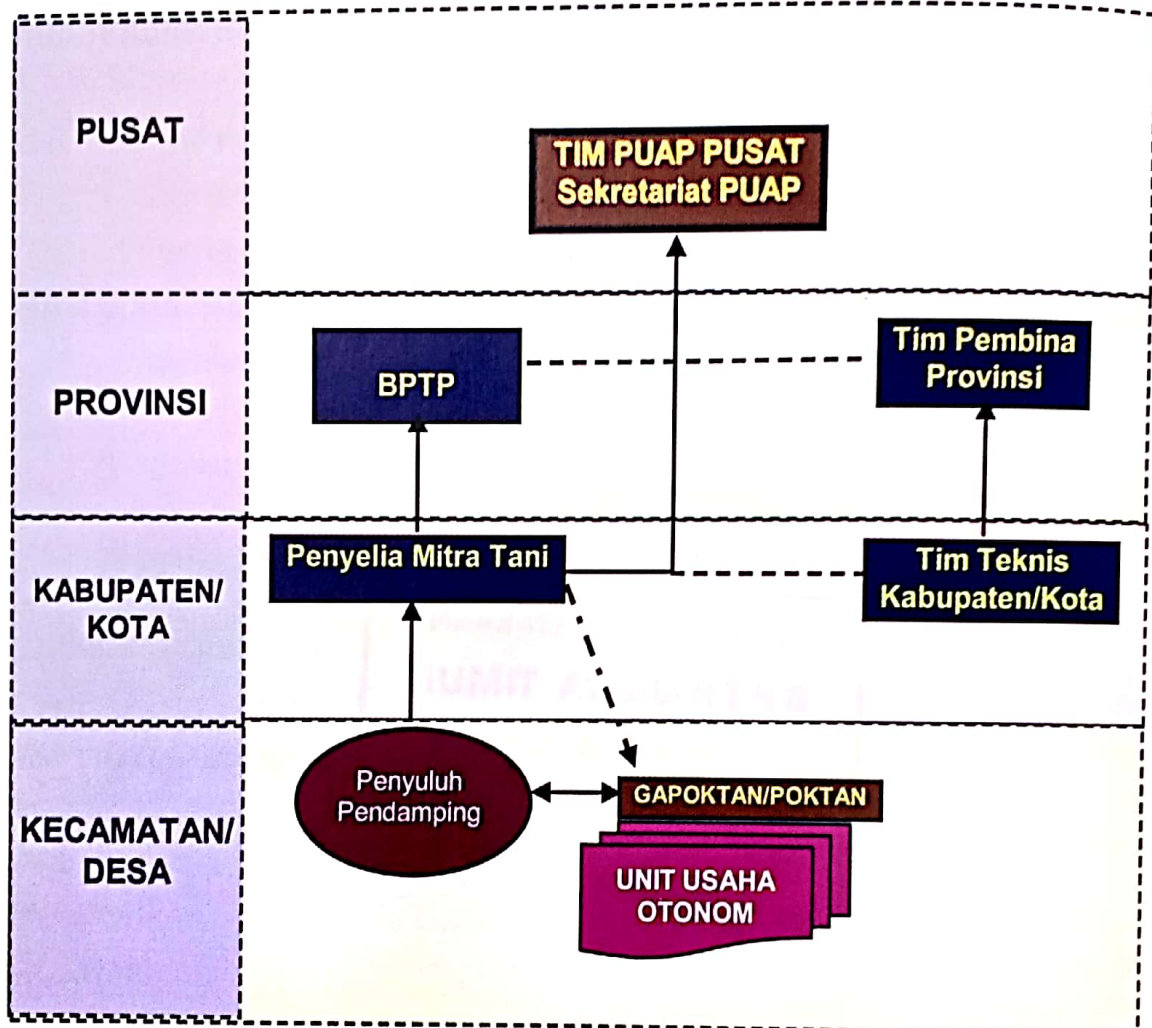 PUSAT
TIM PUAP PUSAT
Sekretariat PUAP
PROVINSI
BPTP
Tim Pembina
Provinsi
KABUPATEN/
KOTA
Penyelia Mitra Tani
Tim Teknis
Kabupaten/Kota
KECAMATAN/
DESA
Penyuluh
Pendamping
GAPOKTAN/POKTAN
UNIT USAHA
OTONOM